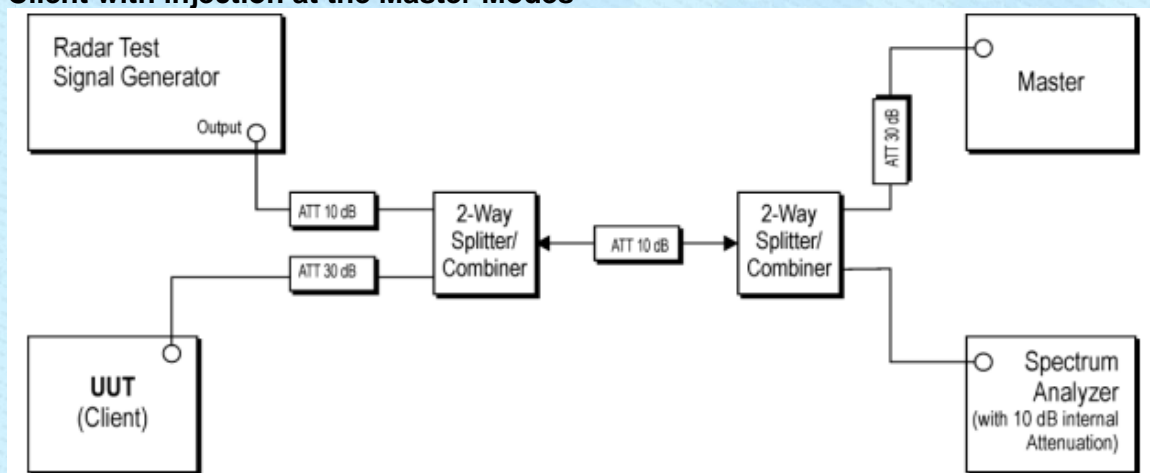 Client with Injection at the Master Modes
Radar Test
Signal Generator
Output
ATT 10 dB
ATT 30 dB
UUT
(Client)
2-Way
Splitter/
Combiner
ATT 10 dB
2-Way
Splitter/
Combiner
ATT 30 dB
Master
Spectrum
Analyzer
(with 10 dB internal
Attenuation)